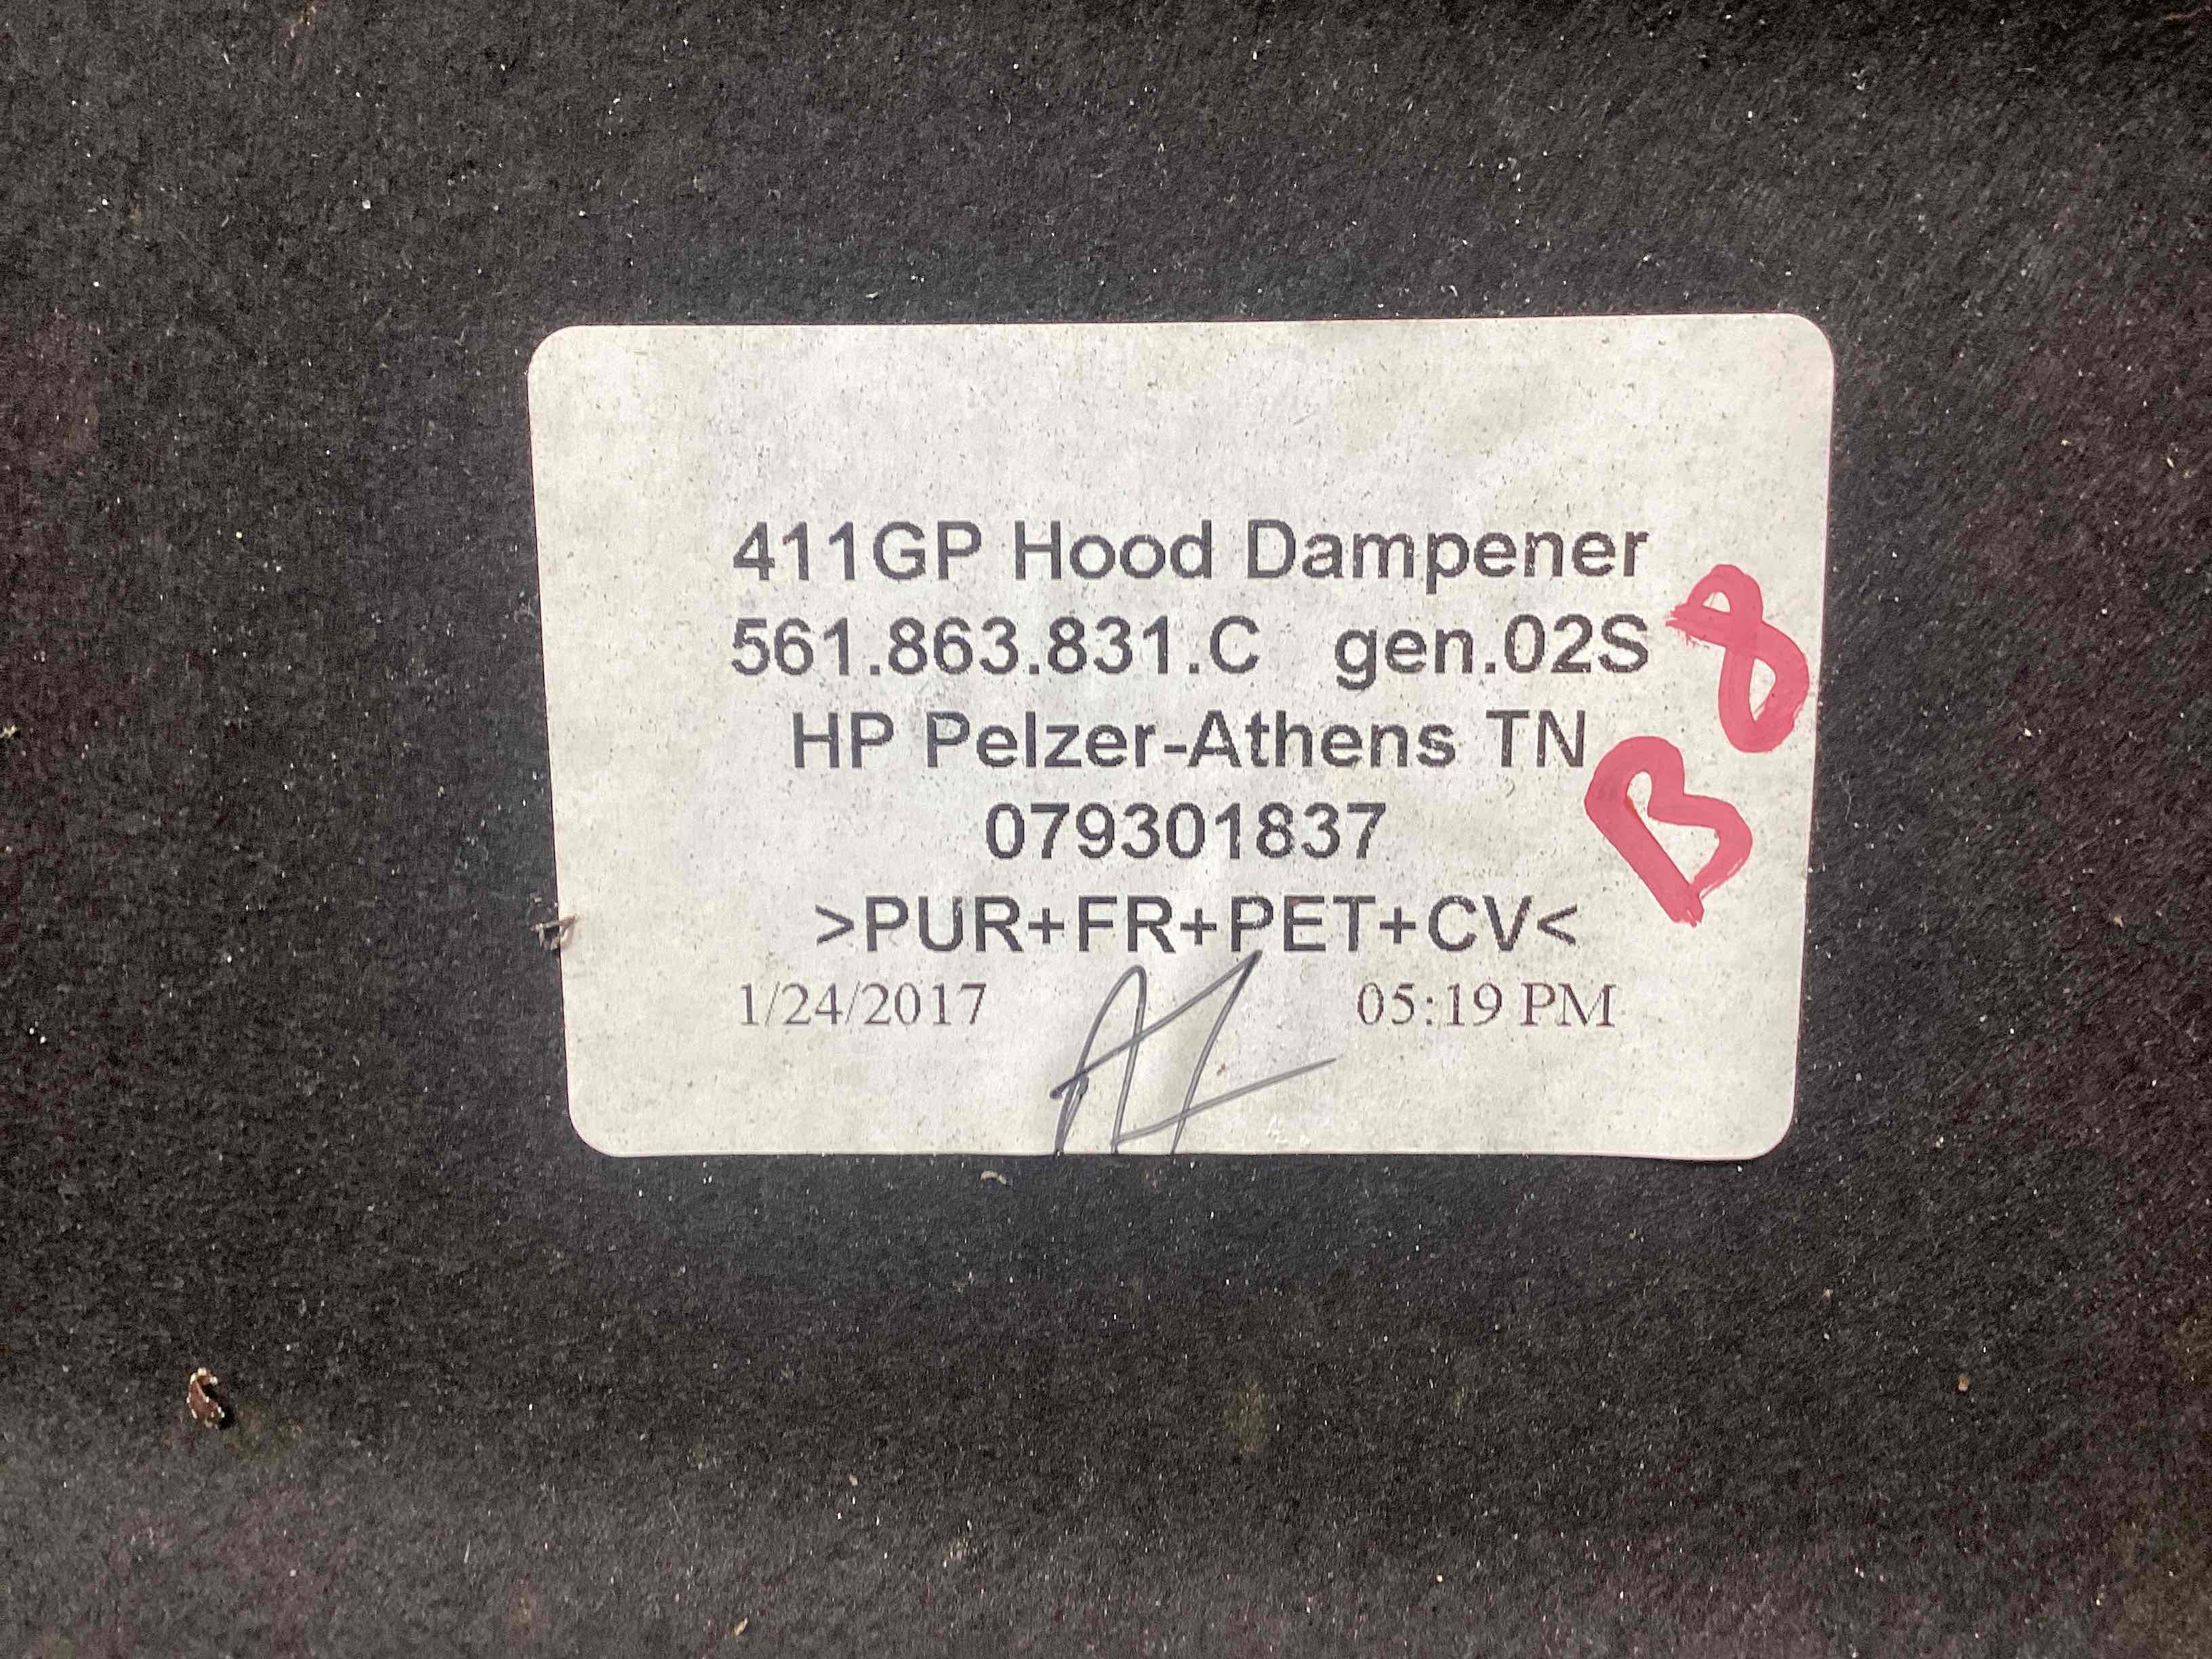 411GP Hood Dampener
561.863.831.C gen.02S
HP Pelzer-Athens TN
079301837
>PUR+FR+PET+CV<
1/24/2017 05:19 PM
B8